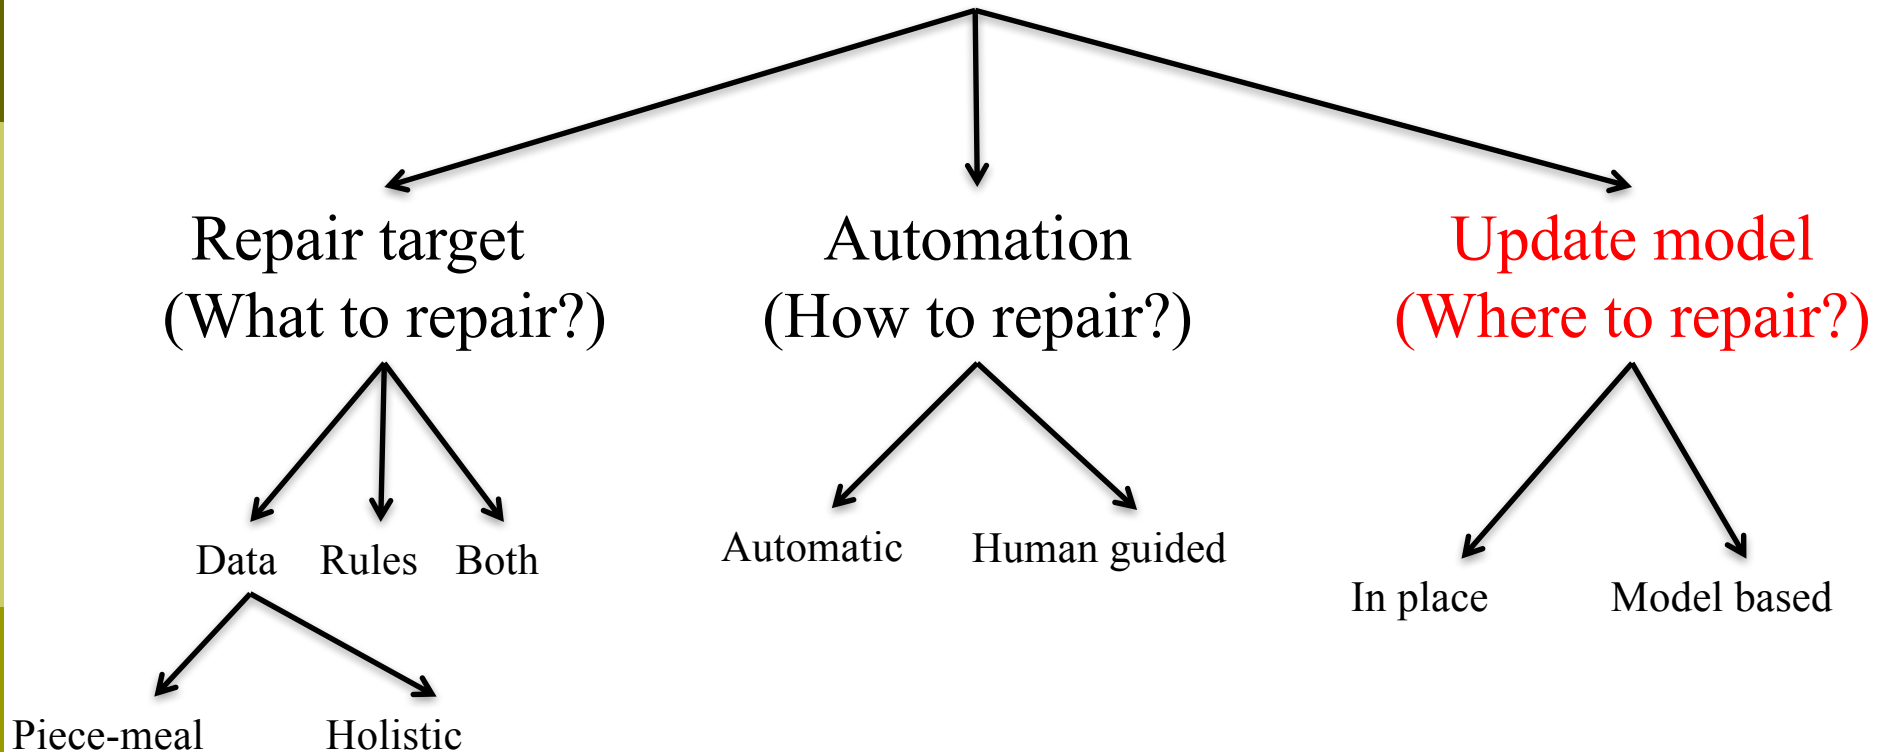 Repair target
(What to repair?)
Automation
(How to repair?)
Update model
(Where to repair?)
Data
Rules
Both
Automatic
Human guided
In place
Model based
Piece-meal
Holistic